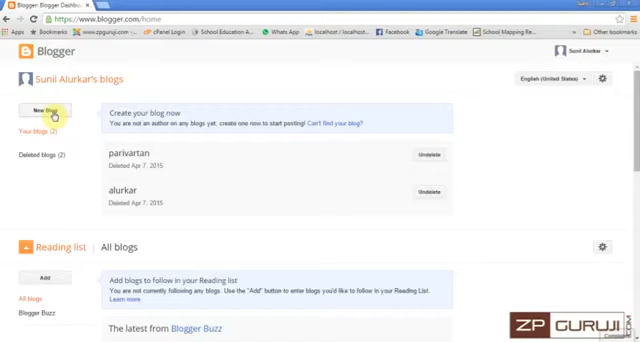 Blogger: Blogger Dashbo
https://www.blogger.com/home
Apps
Bookmarks
www.zpguruji.com
cPanel Login
School Education A
Whats App
localhost / localhost /
Facebook
Google Translate
School Mapping Re
Other bookmarks
Blogger
Sunil Alurkar
Sunil Alurkar's blogs
English (United States)
New blog
Create your blog now
You are not an author on any blogs yet, create one now to start posting! Can't find your blog?
Your blogs (2)
Deleted blogs (2)
parivartan
Deleted Apr 7, 2015
Undelete
alurkar
Deleted Apr 7, 2015
Undelete
Reading list | All blogs
Add
Add blogs to follow in your Reading list
You are not currently following any blogs. Use the "Add" button to enter blogs you'd like to follow in your Reading List.
Learn more.
All blogs
Blogger Buzz
The latest from Blogger Buzz
ZP GURUJI.COM